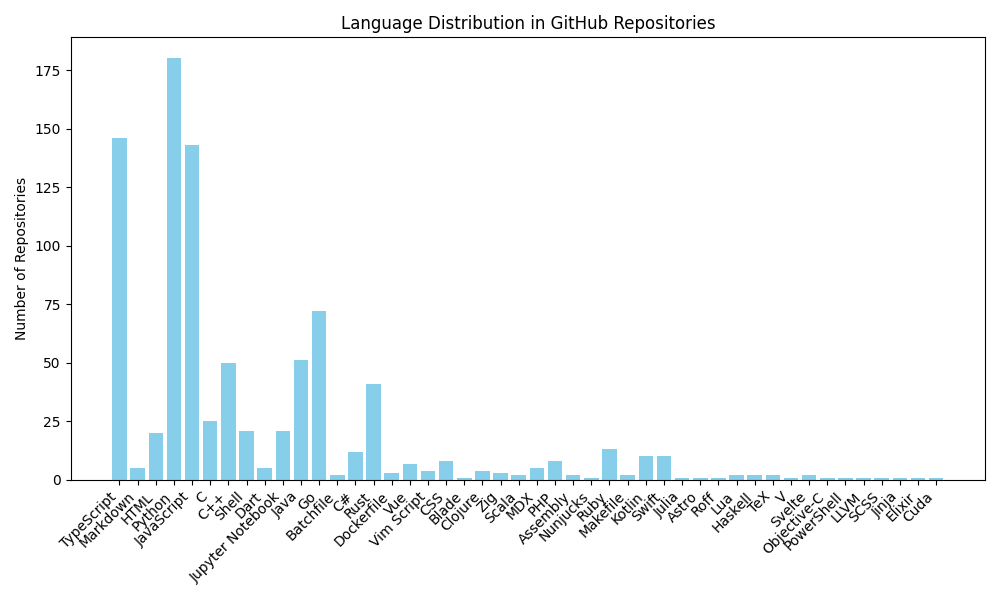 Language Distribution in GitHub Repositories
Number of Repositories
175
150
125
100
75
50
25
0
TypeScript
Markdown
HTML
Python
JavaScript
C
C++
Shell
Dart
Jupyter Notebook
Java
Go
Batchfile
C#
Rust
Dockerfile
Vue
Vim Script
CSS
Blade
Clojure
Zig
Scala
MDX
PHP
Assembly
Nunjucks
Ruby
Makefile
Kotlin
Swift
Julia
Astro
Roff
Lua
Haskell
TeX
V
Svelte
Objective-C
PowerShell
LLVM
SCSS
Jinja
Elixir
Cuda